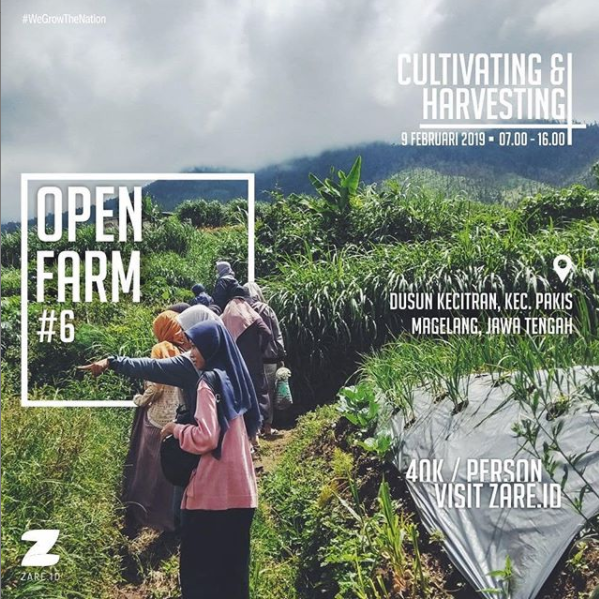 #WeGrowTheNation
CULTIVATING &
HARVESTING
9 FEBRUARI 2019 ▪ 07.00 - 16.00
OPEN
FARM
#6
DUSUN KECITRAN, KEC. PAKIS
MAGELANG, JAWA TENGAH
40K / PERSON
VISIT ZARE.ID
Z
ZARE.ID